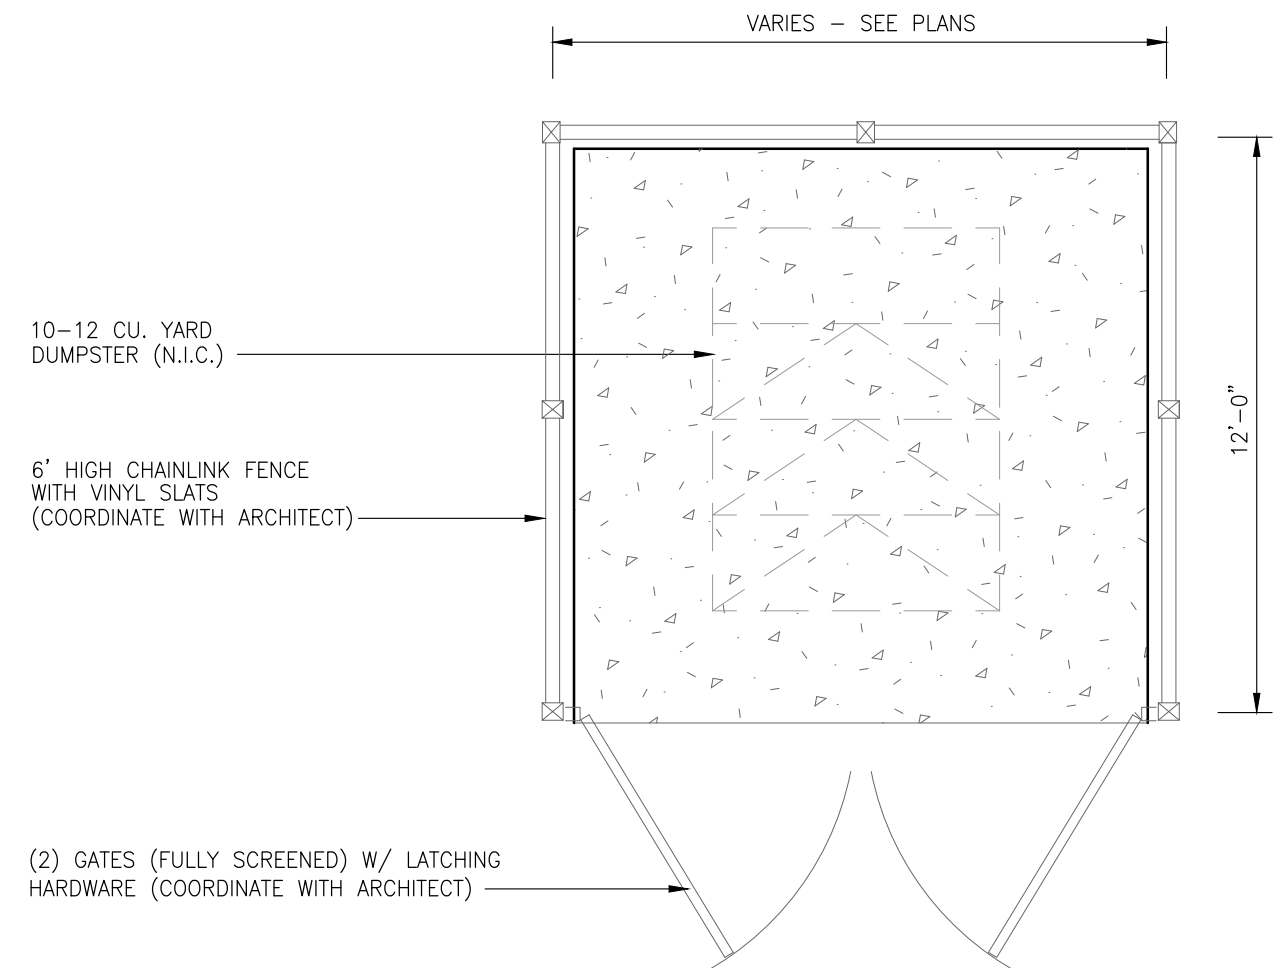 VARIES – SEE PLANS
10–12 CU. YARD
DUMPSTER (N.I.C.)
12'–0"
6' HIGH CHAINLINK FENCE
WITH VINYL SLATS
(COORDINATE WITH ARCHITECT)
(2) GATES (FULLY SCREENED) W/ LATCHING
HARDWARE (COORDINATE WITH ARCHITECT)